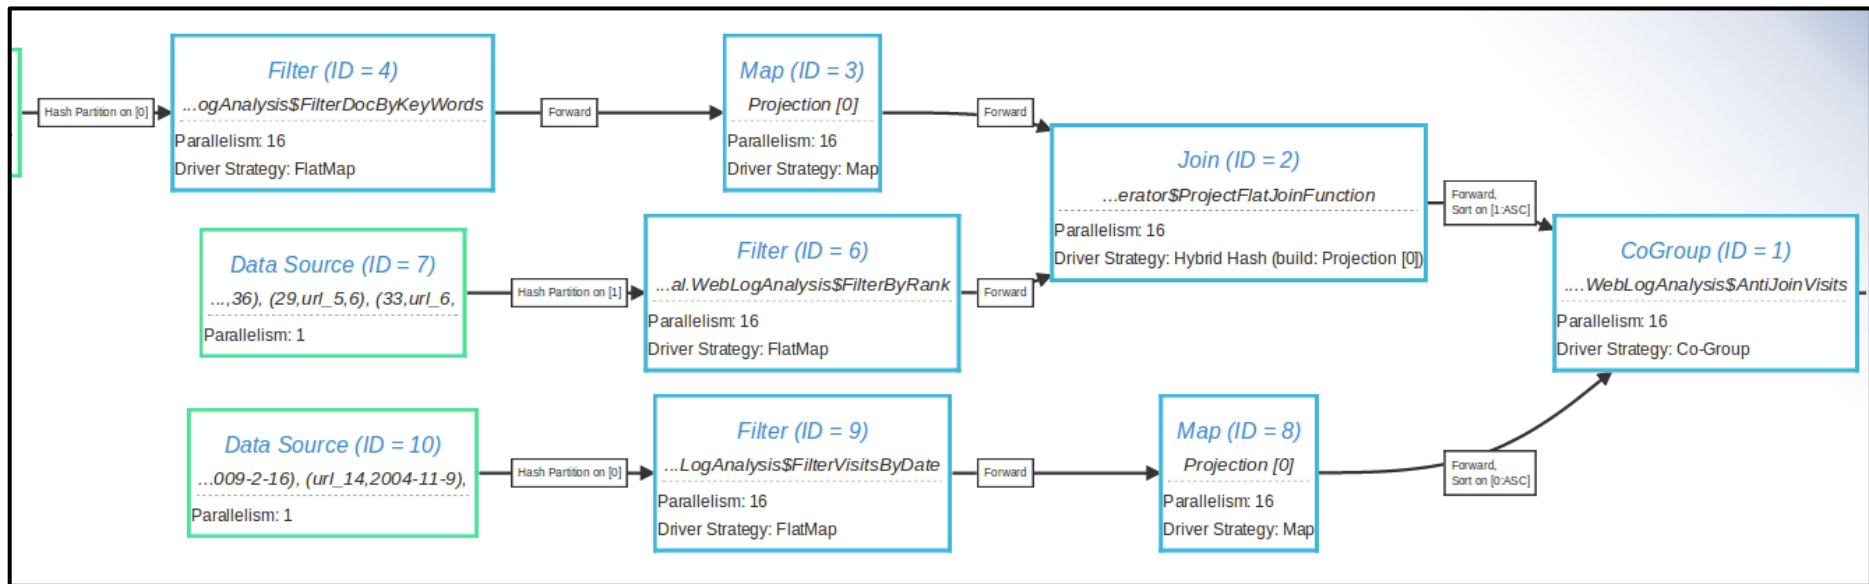 Hash Partition on [0]
Filter (ID = 4)
...ogAnalysis$FilterDocByKeyWords
Parallelism: 16
Driver Strategy: FlatMap
Forward
Map (ID = 3)
Projection [0]
Parallelism: 16
Driver Strategy: Map
Forward
Join (ID = 2)
...erator$ProjectFlatJoinFunction
Parallelism: 16
Driver Strategy: Hybrid Hash (build: Projection [0])
Forward,
Sort on [1:ASC]
Data Source (ID = 7)
...,36), (29,url_5,6), (33,url_6,
Parallelism: 1
Hash Partition on [1]
Filter (ID = 6)
...al.WebLogAnalysis$FilterByRank
Parallelism: 16
Driver Strategy: FlatMap
Forward
CoGroup (ID = 1)
....WebLogAnalysis$AntiJoinVisits
Parallelism: 16
Driver Strategy: Co-Group
Data Source (ID = 10)
...009-2-16), (url_14,2004-11-9),
Parallelism: 1
Hash Partition on [0]
Filter (ID = 9)
...LogAnalysis$FilterVisitsByDate
Parallelism: 16
Driver Strategy: FlatMap
Forward
Map (ID = 8)
Projection [0]
Parallelism: 16
Driver Strategy: Map
Forward,
Sort on [0:ASC]